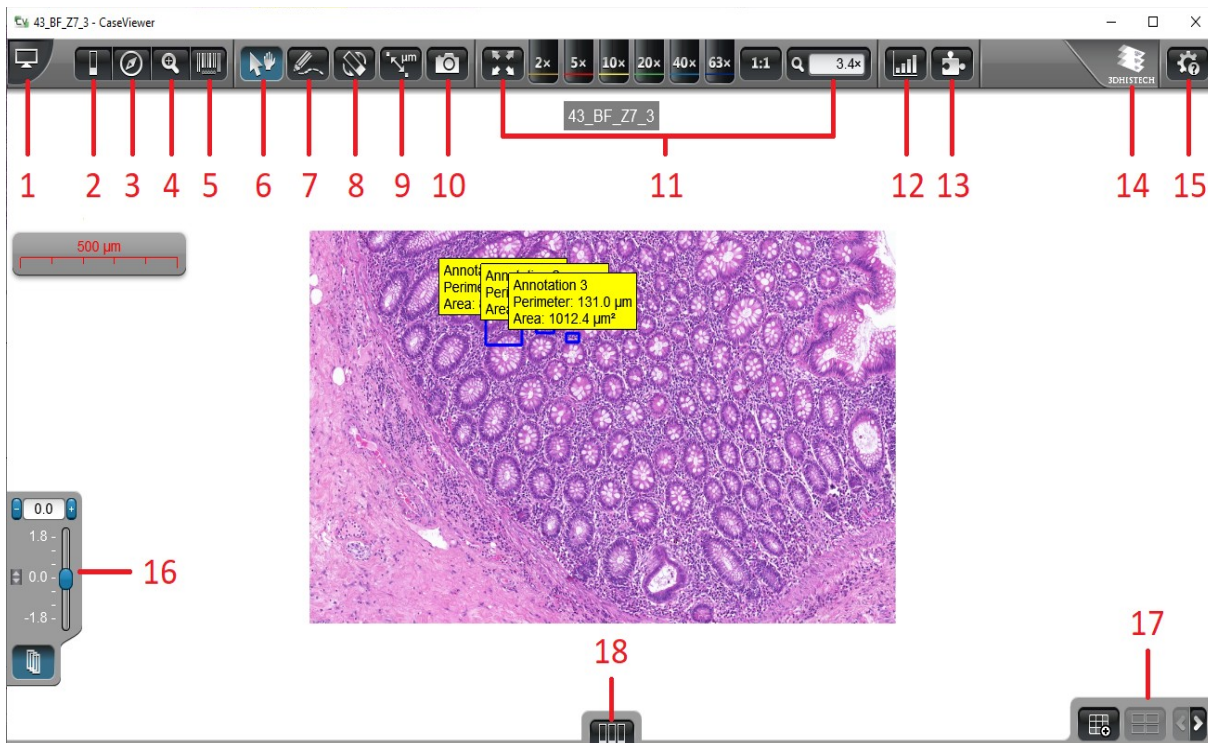 43_BF_Z7_3 - CaseViewer
µm
2× 5× 10× 20× 40× 63× 1:1 3.4×
3DHISTECH
43_BF_Z7_3
1 2 3 4 5 6 7 8 9 10 11 12 13 14 15
500 µm
Annotation 3
Perimeter: 131.0 µm
Area: 1012.4 µm²
- 0.0 +
1.8 -
0.0 -
-1.8 -
16
17
18